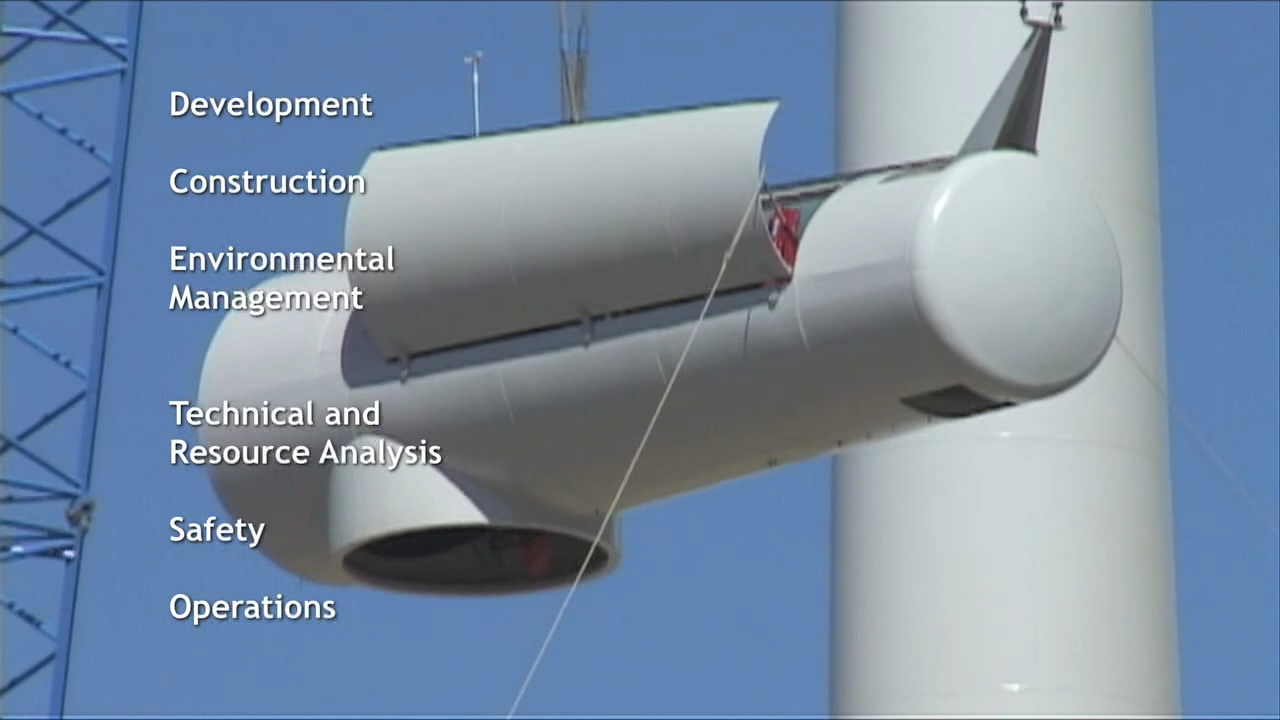 Development
Construction
Environmental
Management
Technical and
Resource Analysis
Safety
Operations